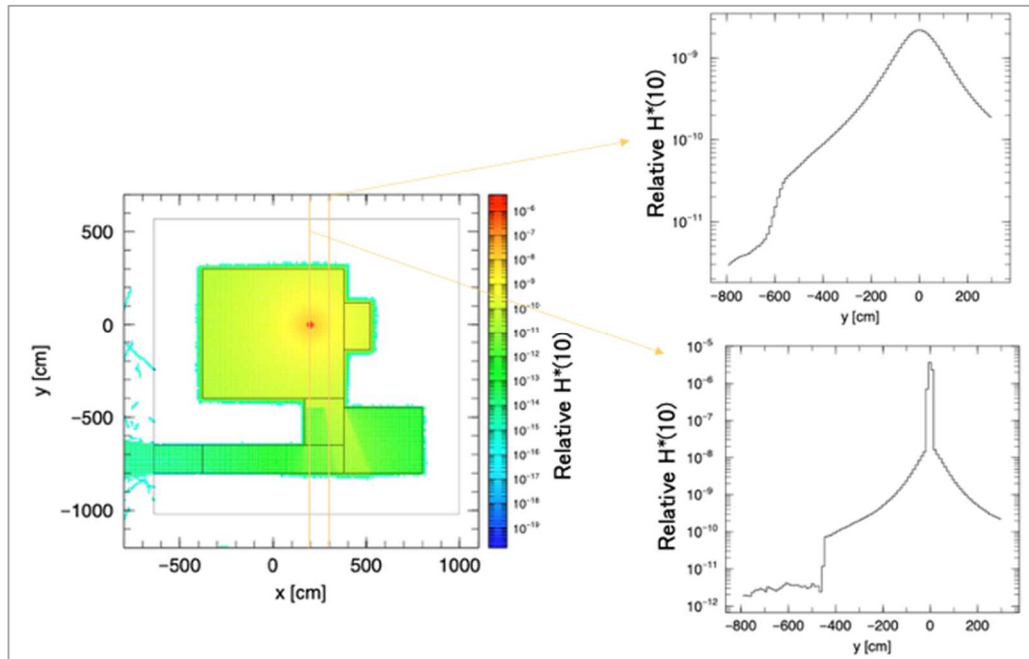 Relative H*(10)
10⁻⁹
10⁻¹⁰
10⁻¹¹
-800 -600 -400 -200 0 200
y [cm]
y [cm]
500
0
-500
-1000
-500 0 500 1000
x [cm]
10⁻⁶
10⁻⁷
10⁻⁸
10⁻⁹
10⁻¹⁰
10⁻¹¹
10⁻¹²
10⁻¹³
10⁻¹⁴
10⁻¹⁵
10⁻¹⁶
10⁻¹⁷
10⁻¹⁸
10⁻¹⁹
Relative H*(10)
Relative H*(10)
10⁻⁵
10⁻⁶
10⁻⁷
10⁻⁸
10⁻⁹
10⁻¹⁰
10⁻¹¹
10⁻¹²
-800 -600 -400 -200 0 200
y [cm]